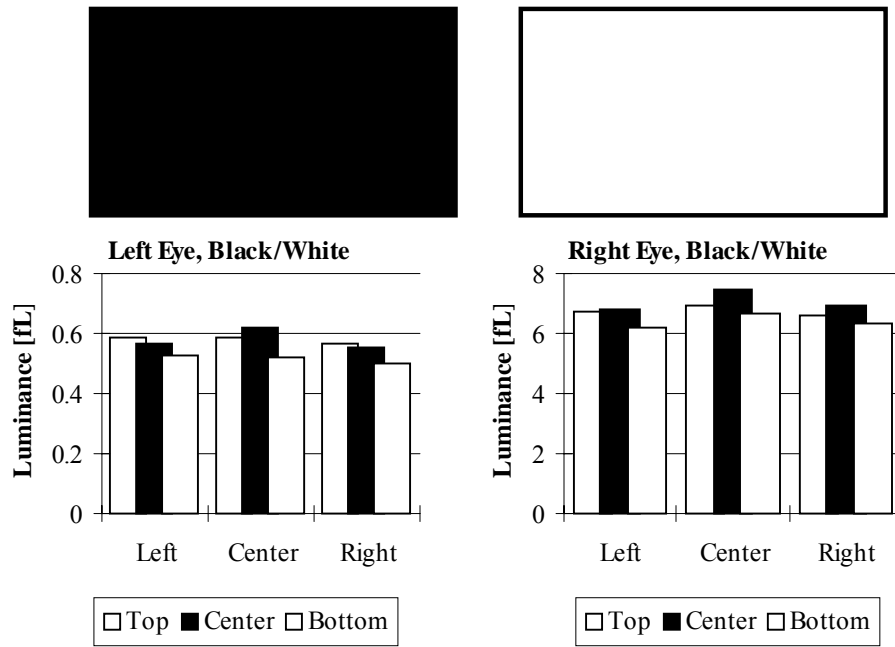 Left Eye, Black/White
Luminance [fL]
0.8
0.6
0.4
0.2
0
Left Center Right
Top Center Bottom
Right Eye, Black/White
Luminance [fL]
8
6
4
2
0
Left Center Right
Top Center Bottom